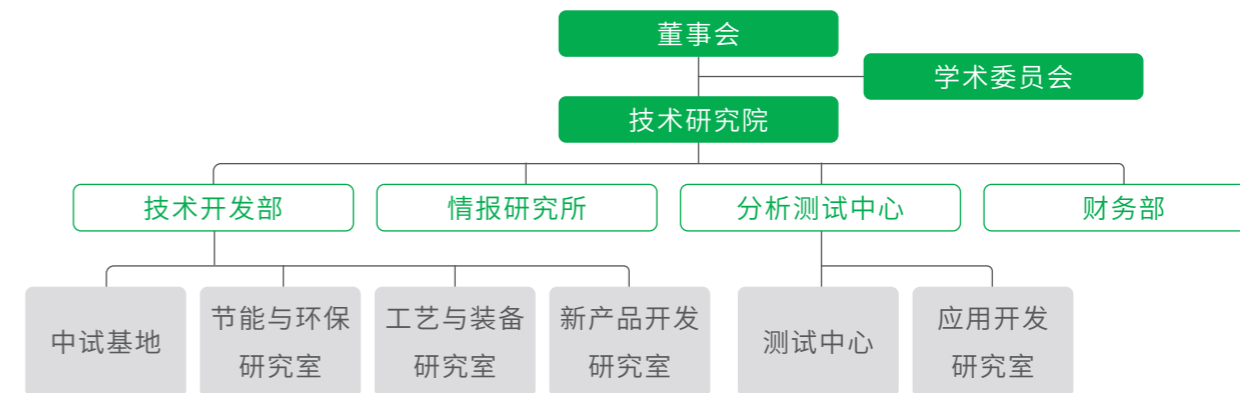 董事会
学术委员会
技术研究院
技术开发部
情报研究所
分析测试中心
财务部
中试基地
节能与环保
研究室
工艺与装备
研究室
新产品开发
研究室
测试中心
应用开发
研究室